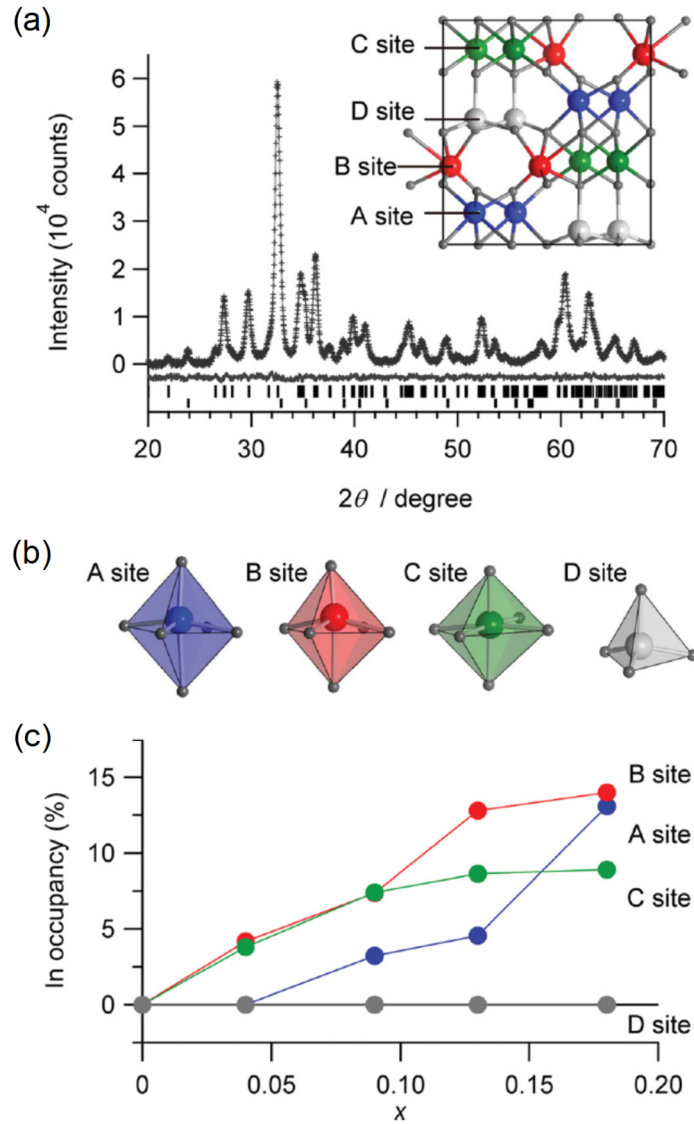 (a)
C site
D site
B site
A site
Intensity (10⁴ counts)
6
5
4
3
2
1
0
20 30 40 50 60 70
2θ / degree
(b)
A site B site C site D site
(c)
In occupancy (%)
15
10
5
0
B site
A site
C site
D site
0 0.05 0.10 0.15 0.20
x